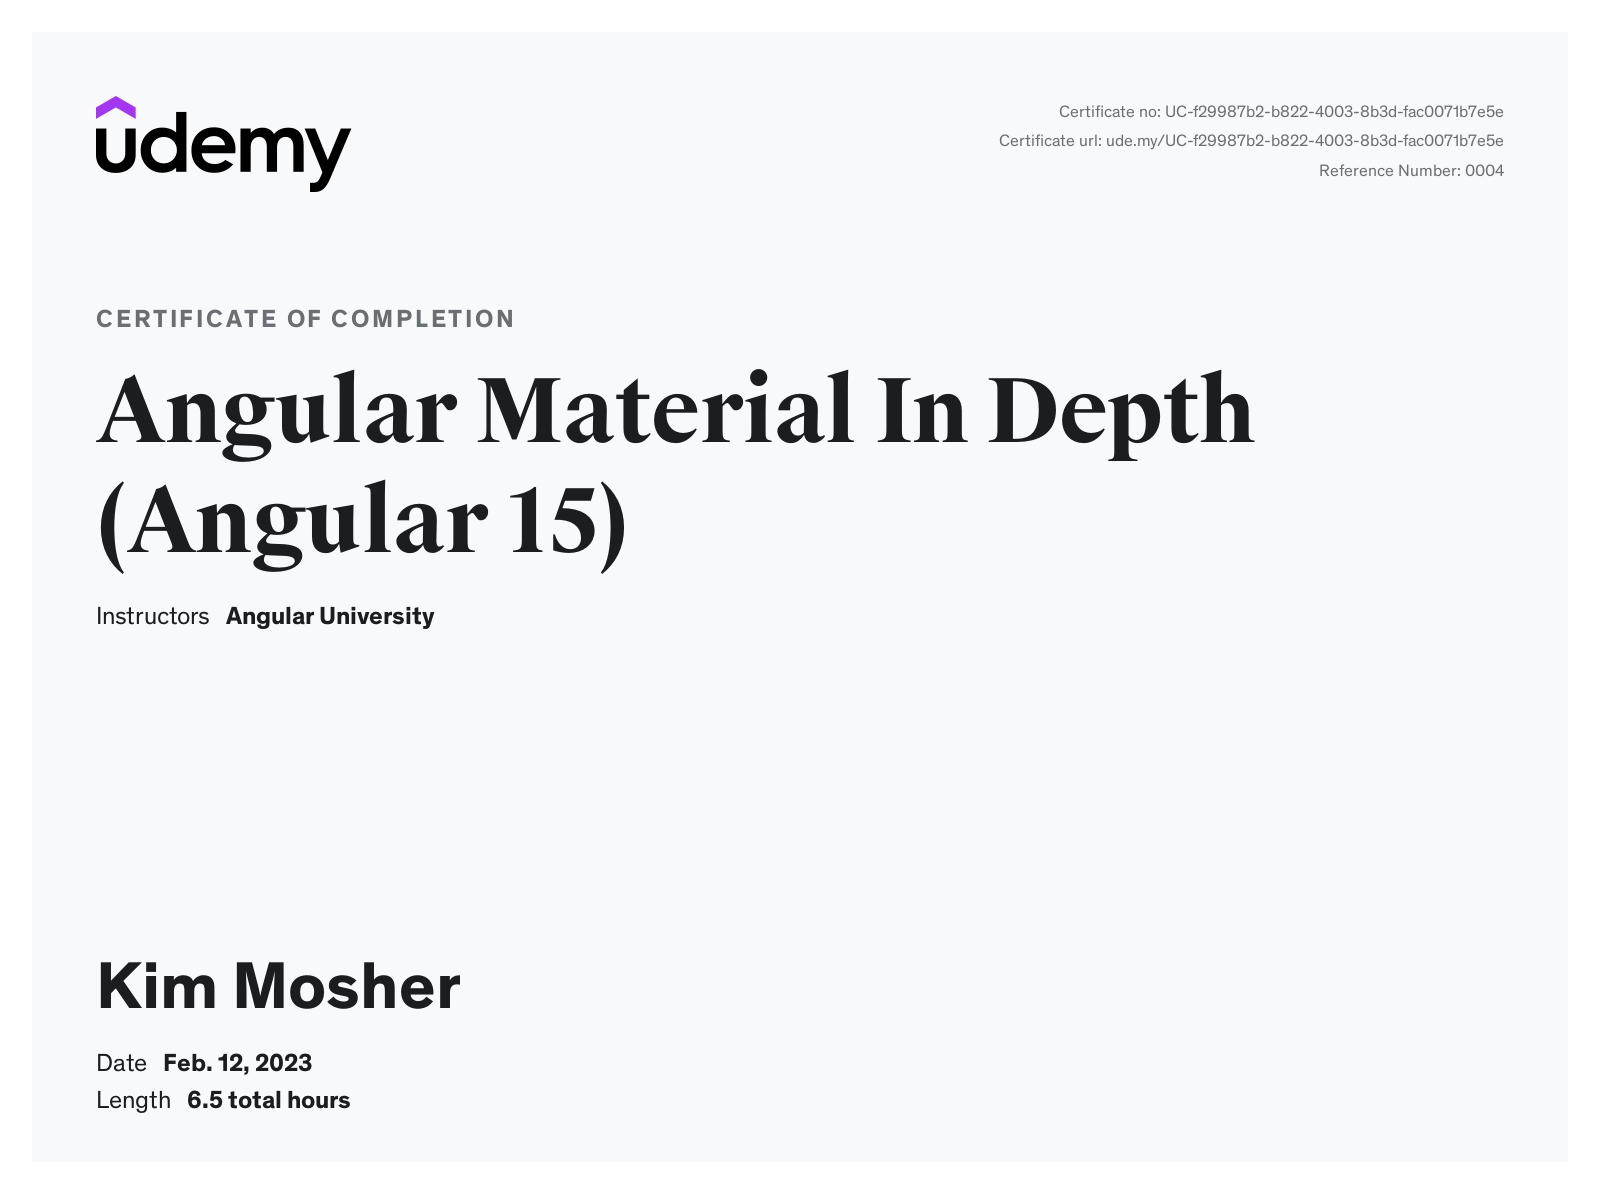 udemy
Certificate no: UC-f29987b2-b822-4003-8b3d-fac0071b7e5e
Certificate url: ude.my/UC-f29987b2-b822-4003-8b3d-fac0071b7e5e
Reference Number: 0004
CERTIFICATE OF COMPLETION
Angular Material In Depth
(Angular 15)
Instructors Angular University
Kim Mosher
Date Feb. 12, 2023
Length 6.5 total hours